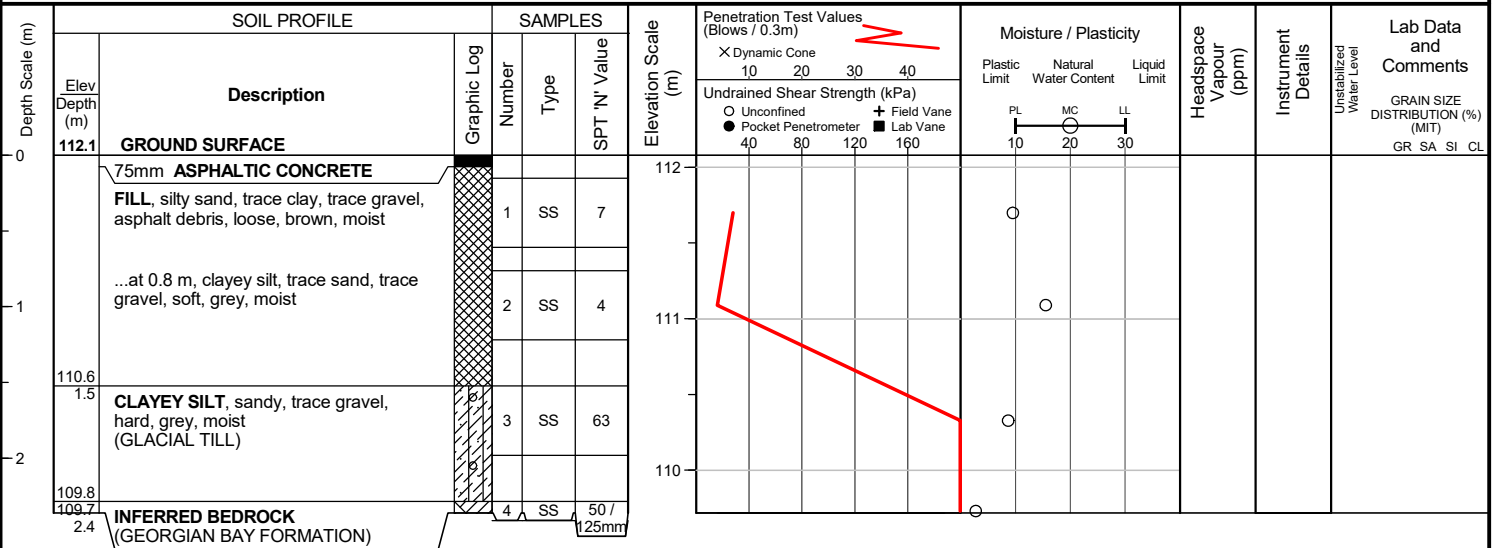 SOIL PROFILE
SAMPLES
Depth Scale (m)
Elev
Depth
(m)
Description
Graphic Log
Number
Type
SPT 'N' Value
Elevation Scale
(m)
Penetration Test Values
(Blows / 0.3m)
× Dynamic Cone
10 20 30 40
Undrained Shear Strength (kPa)
○ Unconfined + Field Vane
● Pocket Penetrometer ■ Lab Vane
40 80 120 160
Moisture / Plasticity
Plastic Limit
Natural Water Content
Liquid Limit
PL MC LL
10 20 30
Headspace
Vapour
(ppm)
Instrument
Details
Unstabilized
Water Level
Lab Data
and
Comments
GRAIN SIZE
DISTRIBUTION (%)
(MIT)
GR SA SI CL
112.1 GROUND SURFACE
0
75mm ASPHALTIC CONCRETE
112
FILL, silty sand, trace clay, trace gravel,
asphalt debris, loose, brown, moist
1 SS 7
...at 0.8 m, clayey silt, trace sand, trace
gravel, soft, grey, moist
1
2 SS 4
111
110.6
1.5
CLAYEY SILT, sandy, trace gravel,
hard, grey, moist
(GLACIAL TILL)
3 SS 63
2
110
109.8
109.7
2.4
INFERRED BEDROCK
(GEORGIAN BAY FORMATION)
4 SS 50 /
125mm